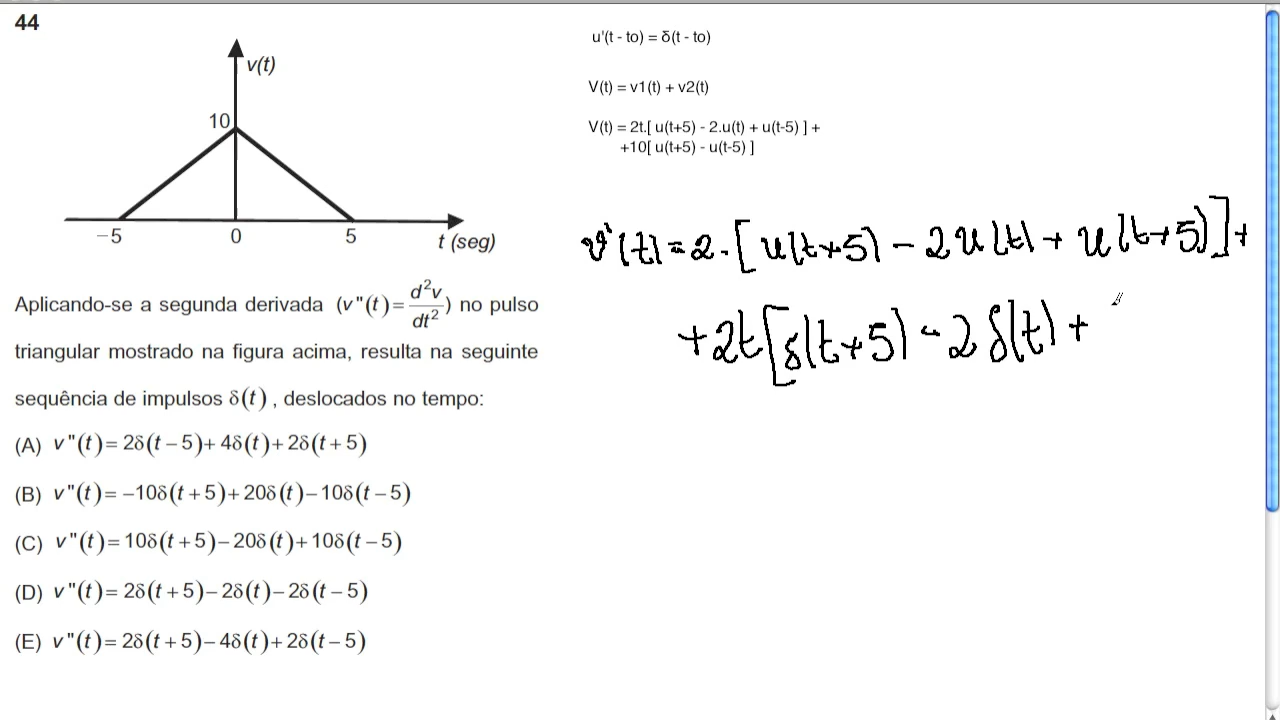 44
v(t)
10
−5 0 5 t (seg)
Aplicando-se a segunda derivada (v"(t)= d²v/dt²) no pulso
triangular mostrado na figura acima, resulta na seguinte
sequência de impulsos δ(t), deslocados no tempo:
(A) v"(t)= 2δ(t−5)+4δ(t)+2δ(t+5)
(B) v"(t)= −10δ(t+5)+20δ(t)−10δ(t−5)
(C) v"(t)= 10δ(t+5)−20δ(t)+10δ(t−5)
(D) v"(t)= 2δ(t+5)−2δ(t)−2δ(t−5)
(E) v"(t)= 2δ(t+5)−4δ(t)+2δ(t−5)
u'(t - to) = δ(t - to)
V(t) = v1(t) + v2(t)
V(t) = 2t.[ u(t+5) - 2.u(t) + u(t-5) ] +
+10[ u(t+5) - u(t-5) ]
v'(t) = 2.[u(t+5) - 2u(t) + u(t+5)] +
+2t[δ(t+5) - 2δ(t) +